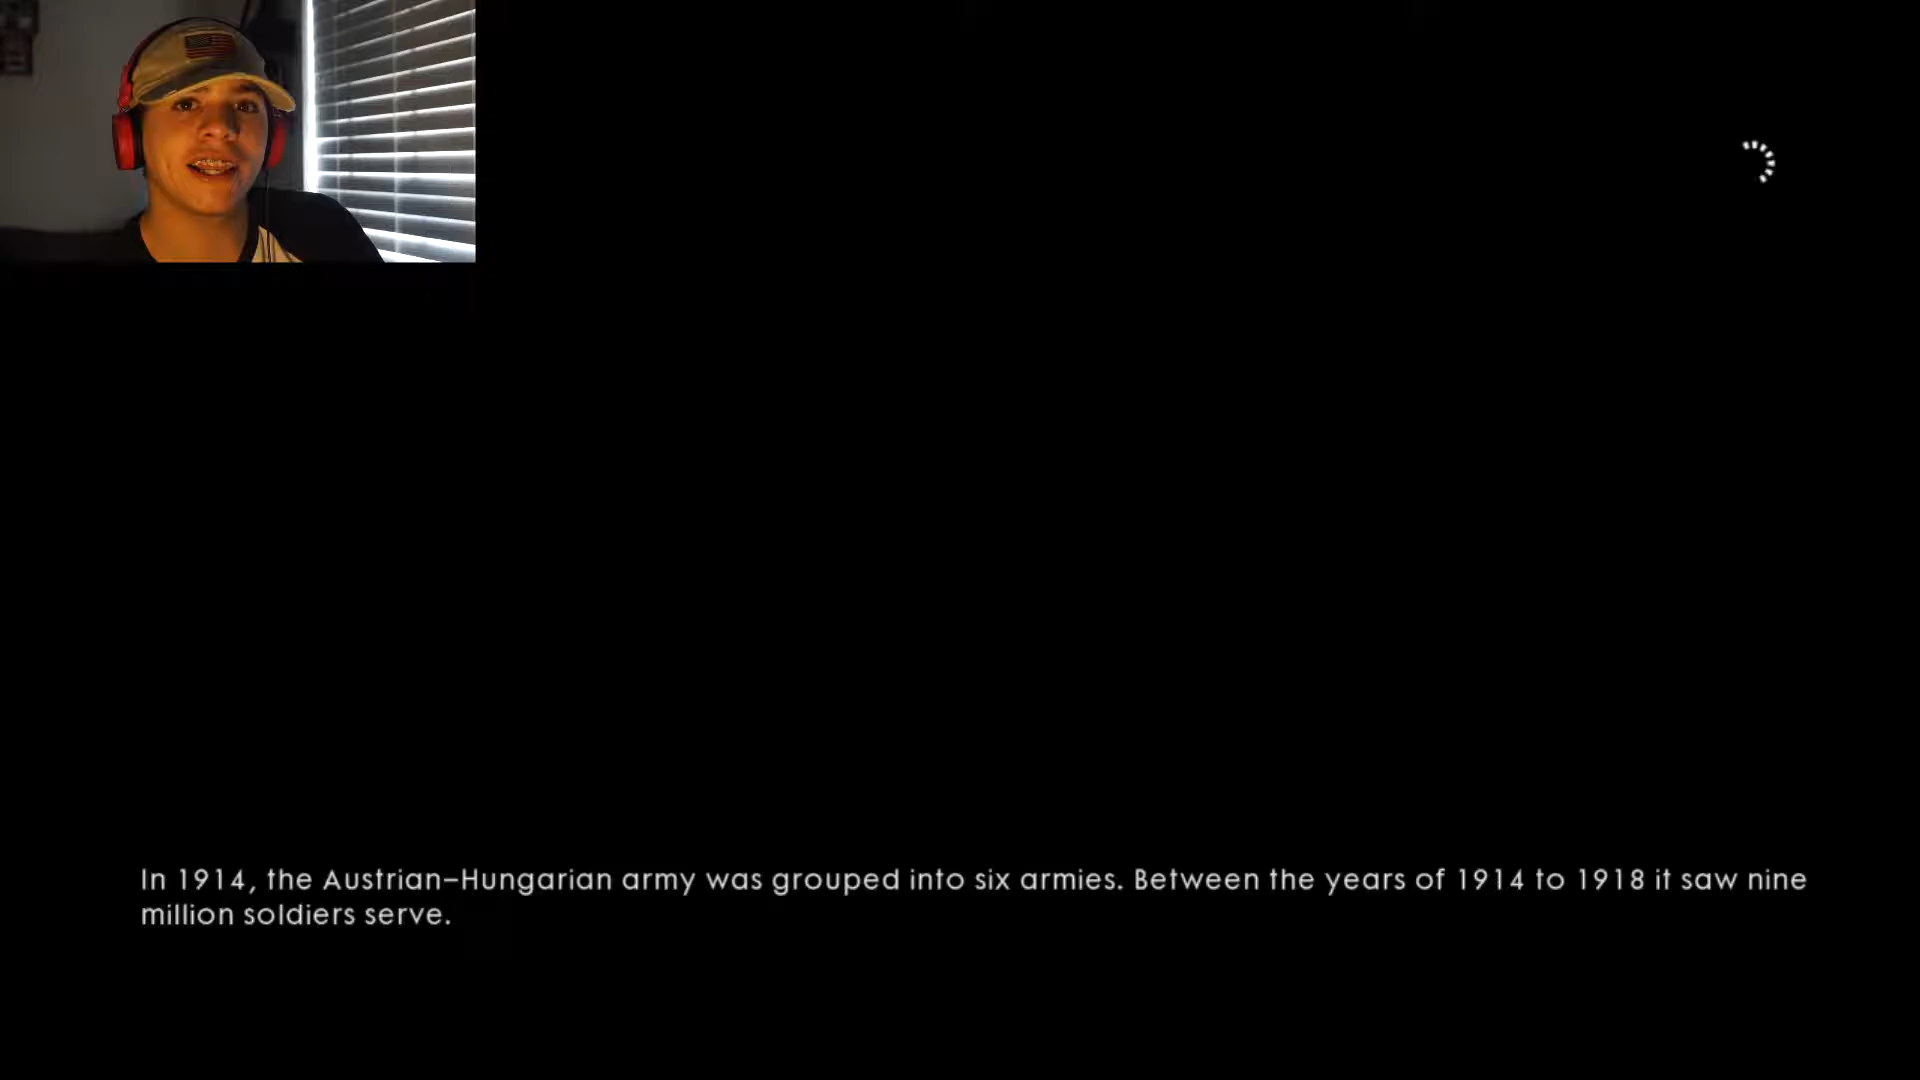 In 1914, the Austrian–Hungarian army was grouped into six armies. Between the years of 1914 to 1918 it saw nine
million soldiers serve.